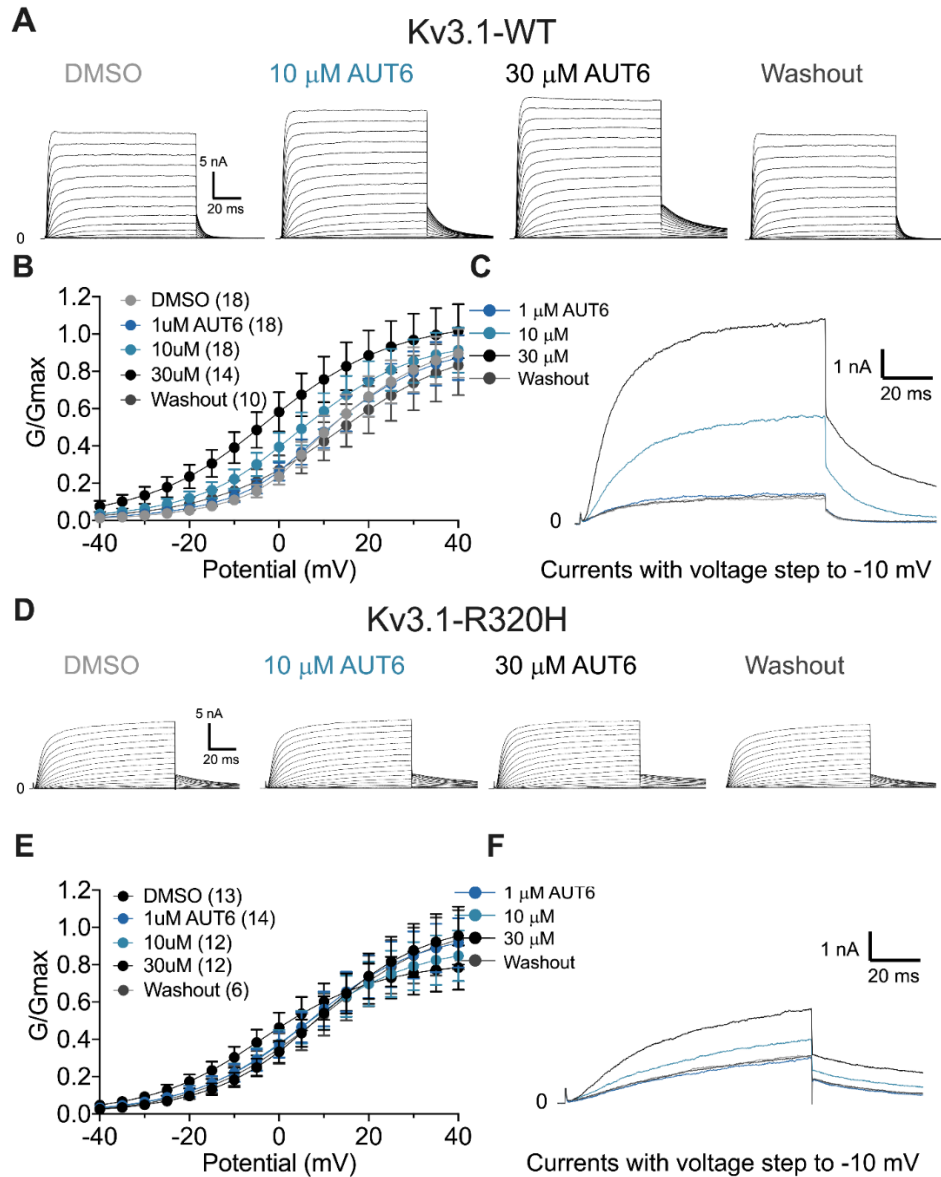 A
Kv3.1-WT
DMSO
10 μM AUT6
30 μM AUT6
Washout
5 nA
20 ms
0
B
1.2
1.0
0.8
0.6
0.4
0.2
0.0
G/Gmax
DMSO (18)
1uM AUT6 (18)
10uM (18)
30uM (14)
Washout (10)
-40
-20
0
20
40
Potential (mV)
C
1 μM AUT6
10 μM
30 μM
Washout
1 nA
20 ms
0
Currents with voltage step to -10 mV
D
Kv3.1-R320H
DMSO
10 μM AUT6
30 μM AUT6
Washout
5 nA
20 ms
0
E
1.2
1.0
0.8
0.6
0.4
0.2
0.0
G/Gmax
DMSO (13)
1uM AUT6 (14)
10uM (12)
30uM (12)
Washout (6)
-40
-20
0
20
40
Potential (mV)
F
1 μM AUT6
10 μM
30 μM
Washout
1 nA
20 ms
0
Currents with voltage step to -10 mV